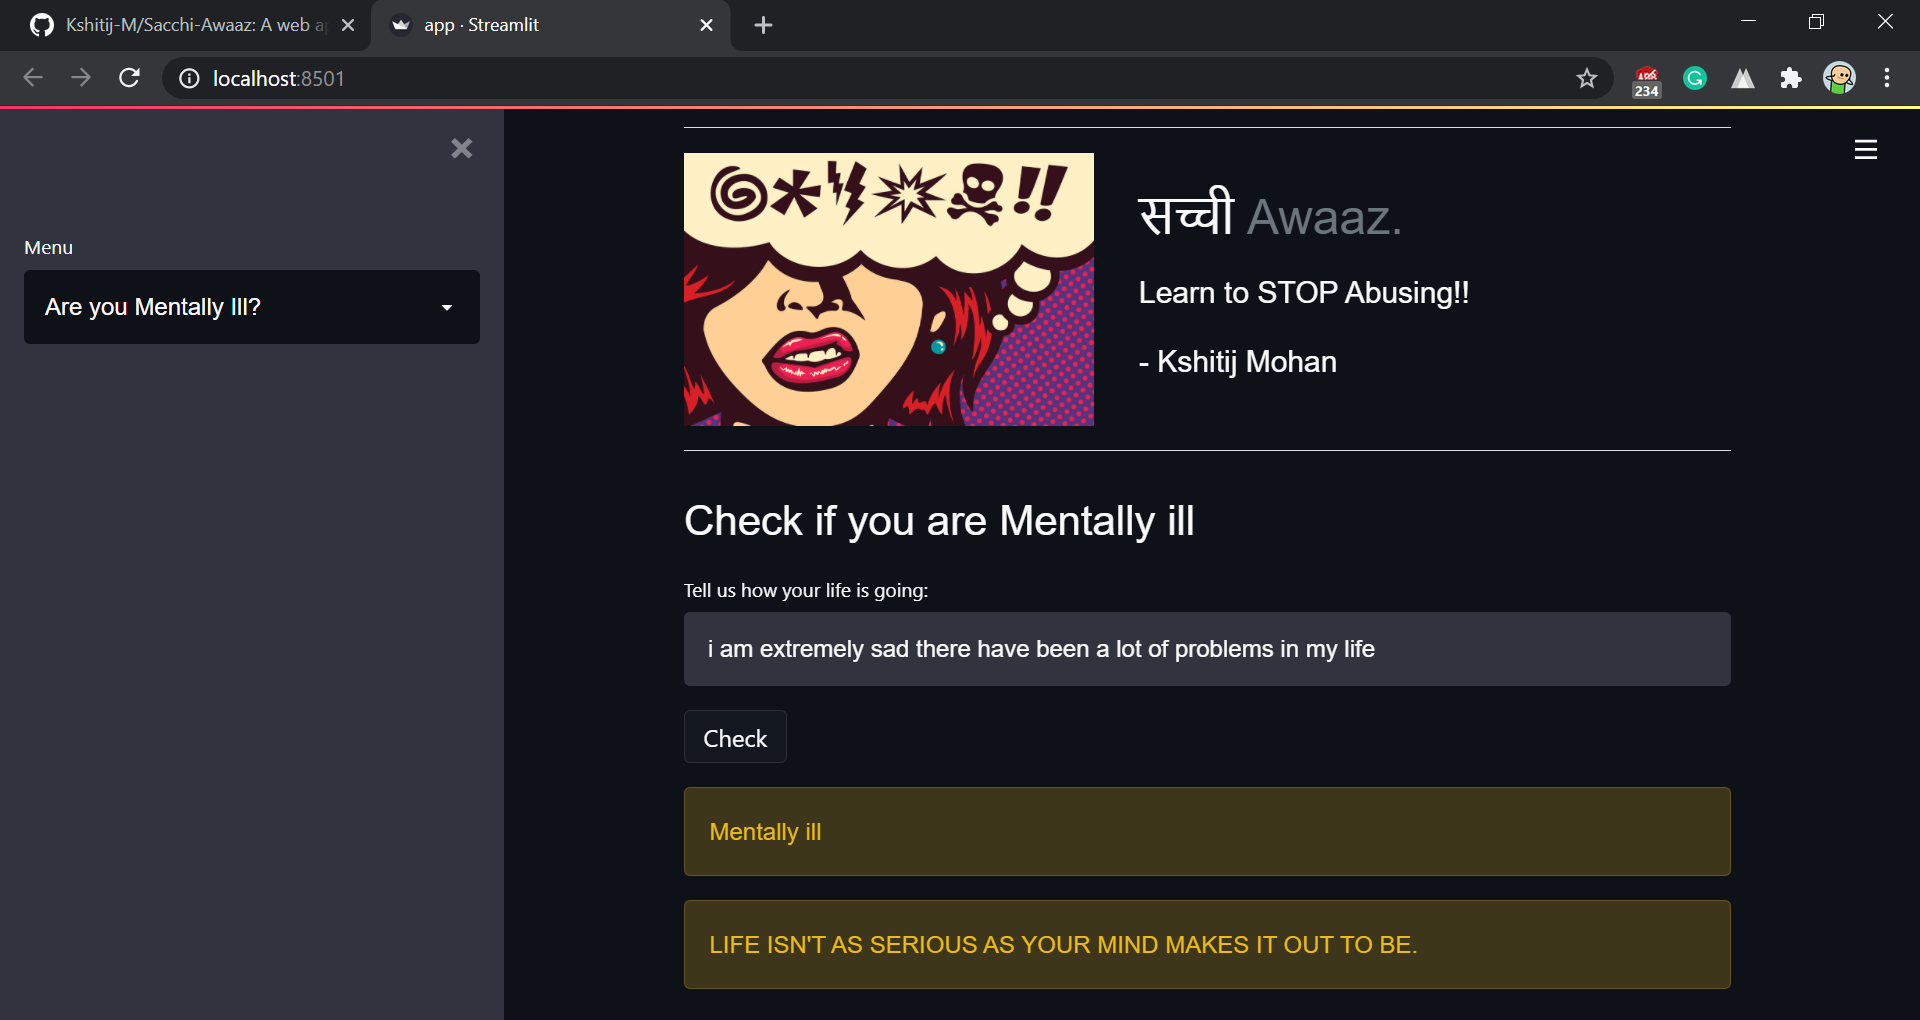 Kshitij-M/Sacchi-Awaaz: A web a
app · Streamlit
localhost:8501
234
Menu
Are you Mentally Ill?
सच्ची Awaaz.
Learn to STOP Abusing!!
- Kshitij Mohan
Check if you are Mentally ill
Tell us how your life is going:
i am extremely sad there have been a lot of problems in my life
Check
Mentally ill
LIFE ISN'T AS SERIOUS AS YOUR MIND MAKES IT OUT TO BE.